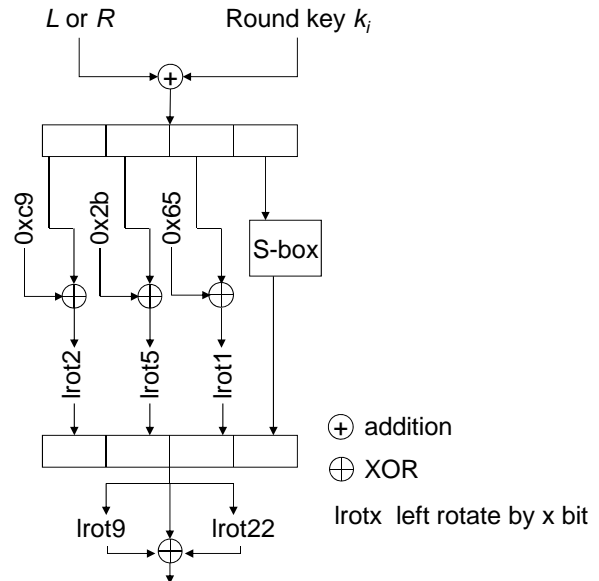 L or R
Round key ki
0xc9
0x2b
0x65
S-box
lrot2
lrot5
lrot1
addition
XOR
lrot9
lrot22
lrotx left rotate by x bit